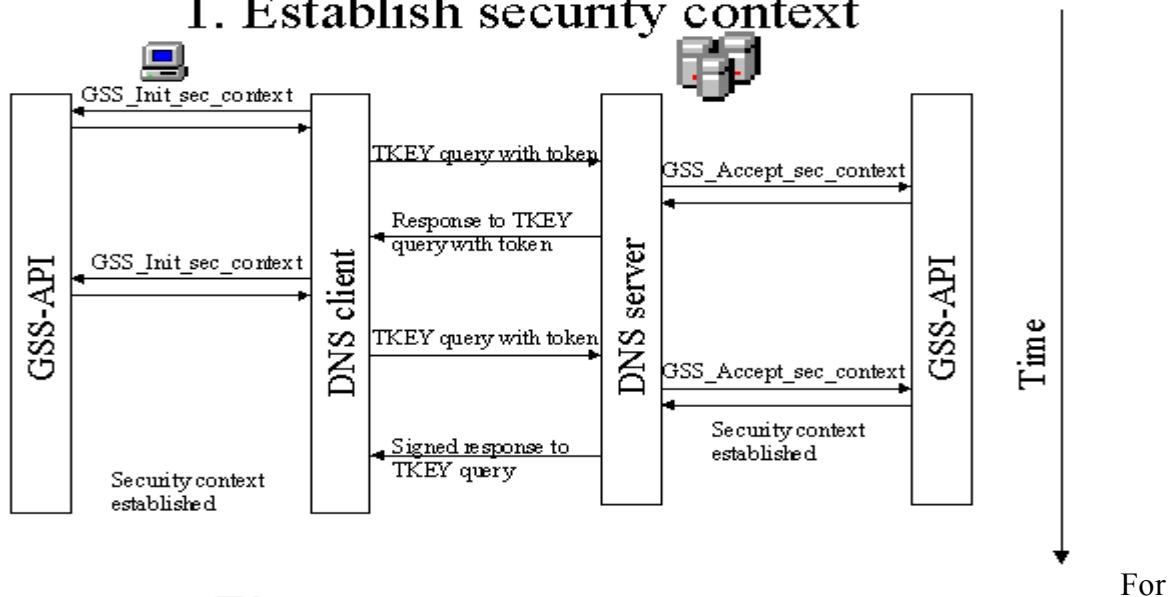 1. Establish security context
GSS_Init_sec_context
TKEY query with token
GSS_Accept_sec_context
Response to TKEY
query with token
GSS_Init_sec_context
TKEY query with token
GSS_Accept_sec_context
Security context
established
Signed response to
TKEY query
Security context
established
GSS-API
DNS client
DNS server
GSS-API
Time
For